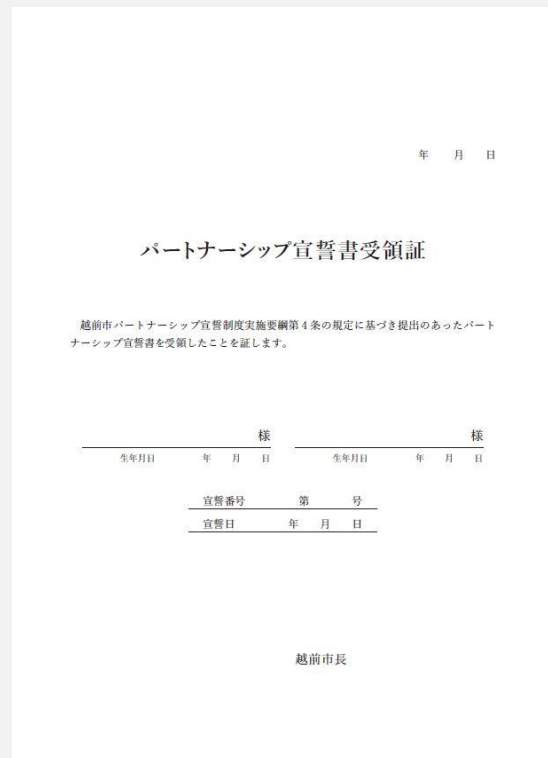 年　月　日
パートナーシップ宣誓書受領証
越前市パートナーシップ宣誓制度実施要綱第4条の規定に基づき提出のあったパート
ナーシップ宣誓書を受領したことを証します。
様　様
生年月日　年　月　日　生年月日　年　月　日
宣誓番号　第　号
宣誓日　年　月　日
越前市長